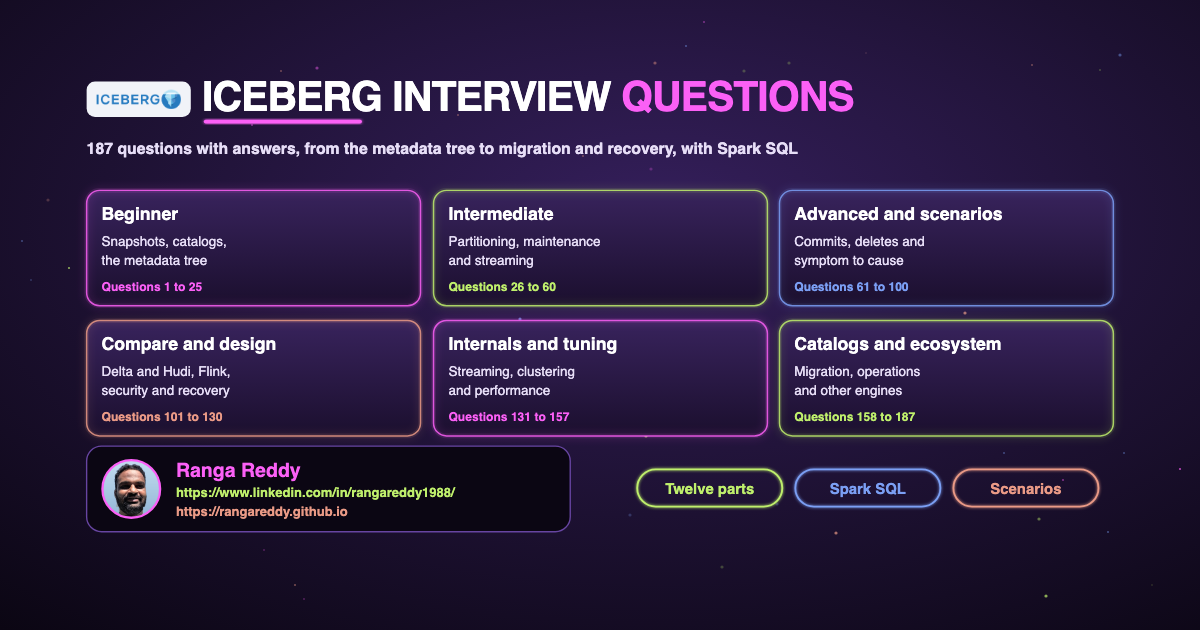 ICEBERG
ICEBERG INTERVIEW QUESTIONS
187 questions with answers, from the metadata tree to migration and recovery, with Spark SQL
Beginner
Snapshots, catalogs,
the metadata tree
Questions 1 to 25
Intermediate
Partitioning, maintenance
and streaming
Questions 26 to 60
Advanced and scenarios
Commits, deletes and
symptom to cause
Questions 61 to 100
Compare and design
Delta and Hudi, Flink,
security and recovery
Questions 101 to 130
Internals and tuning
Streaming, clustering
and performance
Questions 131 to 157
Catalogs and ecosystem
Migration, operations
and other engines
Questions 158 to 187
Ranga Reddy
https://www.linkedin.com/in/rangareddy1988/
https://rangareddy.github.io
Twelve parts
Spark SQL
Scenarios